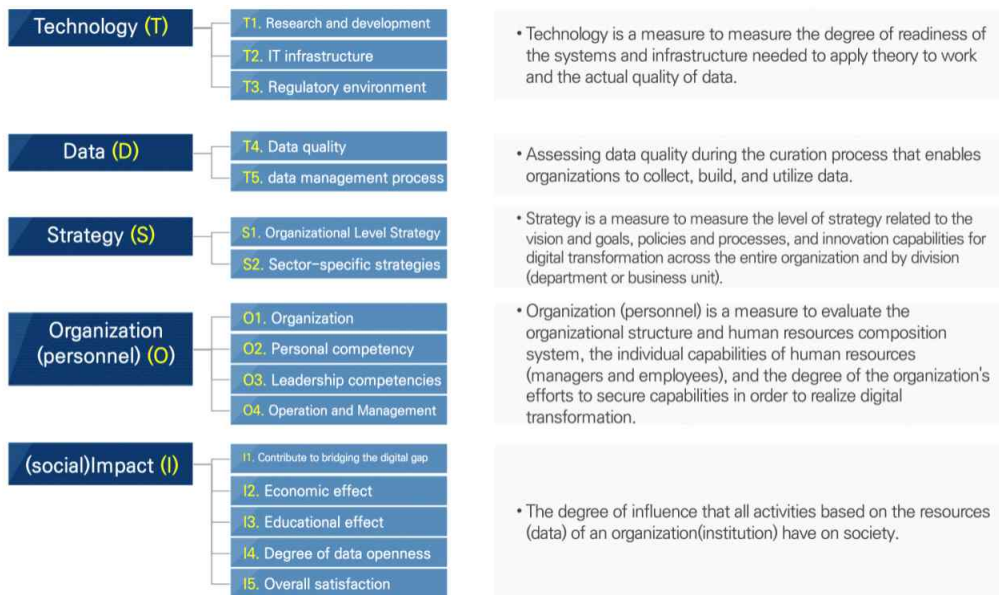 Technology (T)
T1. Research and development
T2. IT infrastructure
T3. Regulatory environment
• Technology is a measure to measure the degree of readiness of
the systems and infrastructure needed to apply theory to work
and the actual quality of data.
Data (D)
T4. Data quality
T5. data management process
• Assessing data quality during the curation process that enables
organizations to collect, build, and utilize data.
Strategy (S)
S1. Organizational Level Strategy
S2. Sector-specific strategies
• Strategy is a measure to measure the level of strategy related to the
vision and goals, policies and processes, and innovation capabilities for
digital transformation across the entire organization and by division
(department or business unit).
Organization
(personnel) (O)
O1. Organization
O2. Personal competency
O3. Leadership competencies
O4. Operation and Management
• Organization (personnel) is a measure to evaluate the
organizational structure and human resources composition
system, the individual capabilities of human resources
(managers and employees), and the degree of the organization's
efforts to secure capabilities in order to realize digital
transformation.
(social)Impact (I)
I1. Contribute to bridging the digital gap
I2. Economic effect
I3. Educational effect
I4. Degree of data openness
I5. Overall satisfaction
• The degree of influence that all activities based on the resources
(data) of an organization(institution) have on society.